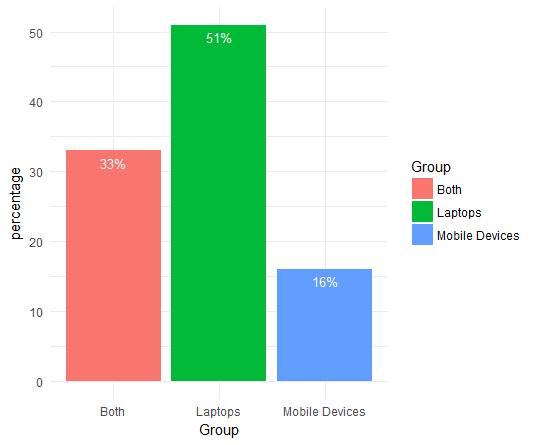 percentage
50
40
30
20
10
0
33%
51%
16%
Both
Laptops
Mobile Devices
Group
Group
Both
Laptops
Mobile Devices